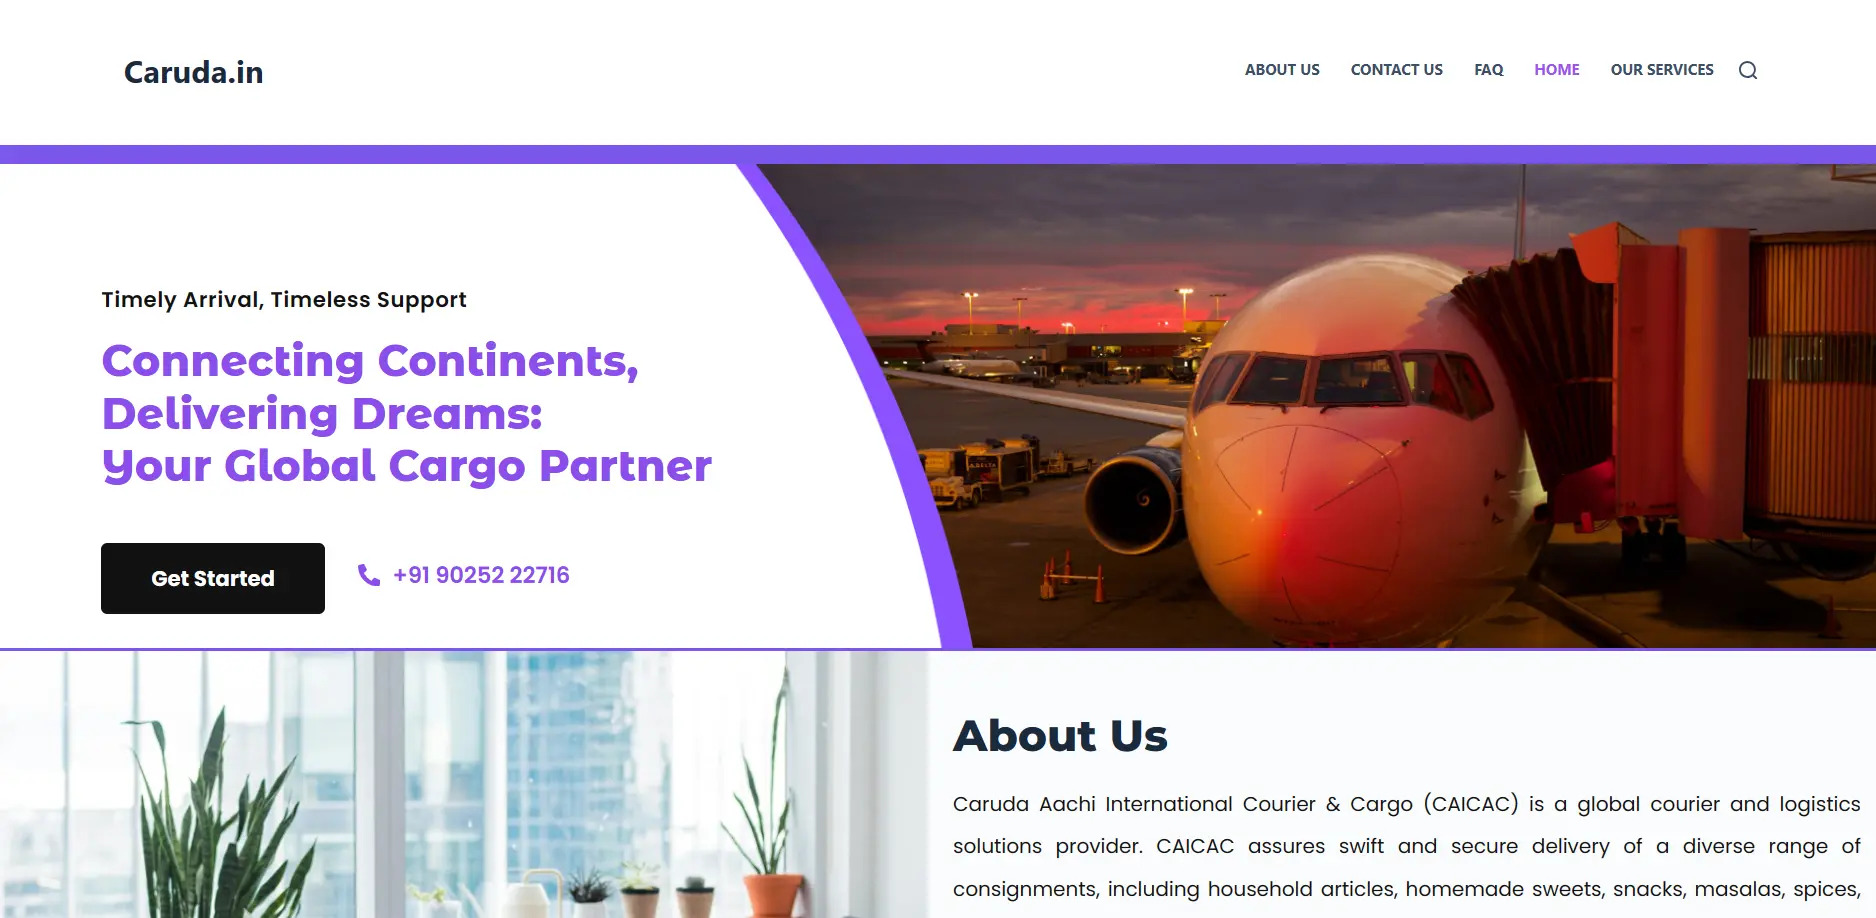 Caruda.in
ABOUT US
CONTACT US
FAQ
HOME
OUR SERVICES
Timely Arrival, Timeless Support
Connecting Continents,
Delivering Dreams:
Your Global Cargo Partner
Get Started
+91 90252 22716
DELTA
About Us
Caruda Aachi International Courier & Cargo (CAICAC) is a global courier and logistics
solutions provider. CAICAC assures swift and secure delivery of a diverse range of
consignments, including household articles, homemade sweets, snacks, masalas, spices,